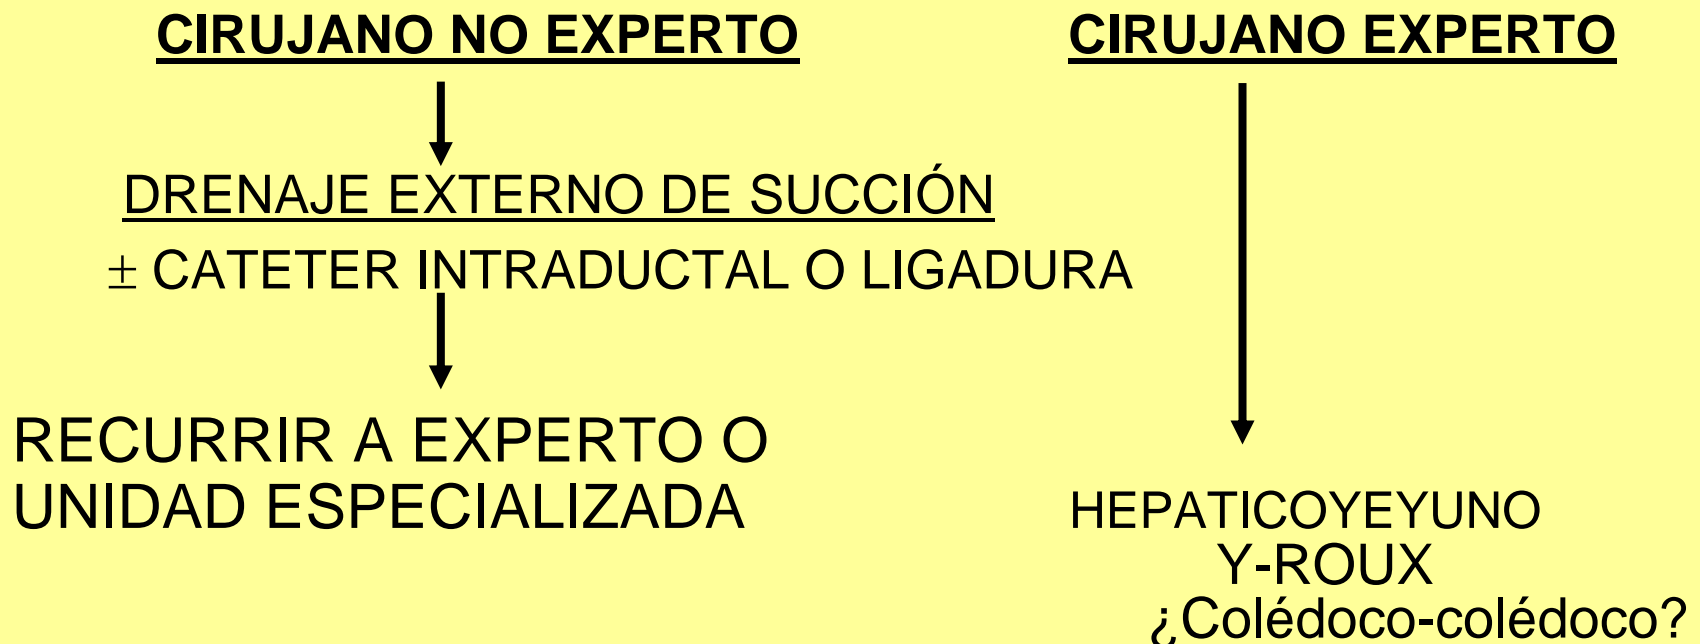 CIRUJANO NO EXPERTO
DRENAJE EXTERNO DE SUCCIÓN
± CATETER INTRADUCTAL O LIGADURA
RECURRIR A EXPERTO O
UNIDAD ESPECIALIZADA
CIRUJANO EXPERTO
HEPATICOYEYUNO
Y-ROUX
¿Colédoco-colédoco?